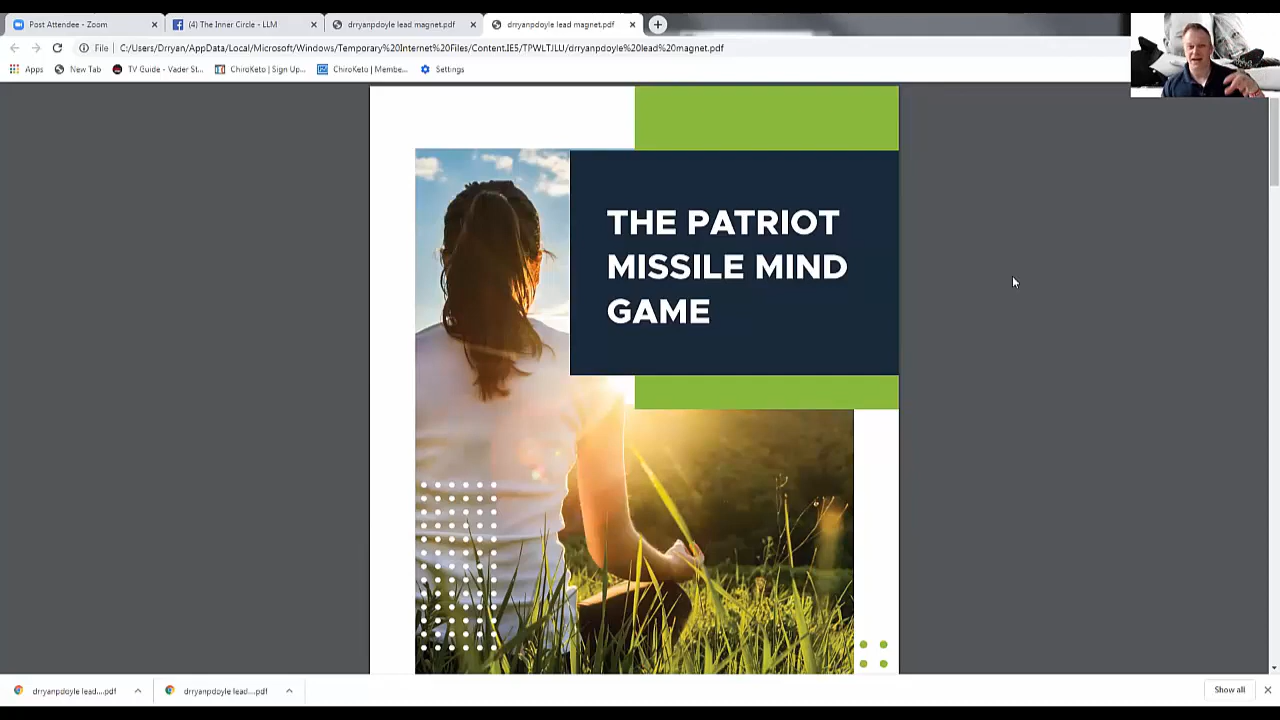 Post Attendee - Zoom
(4) The Inner Circle - LLM
drryanpdoyle lead magnet.pdf
drryanpdoyle lead magnet.pdf
File
C:/Users/Drryan/AppData/Local/Microsoft/Windows/Temporary%20Internet%20Files/Content.IE5/TPWLTJLU/drryanpdoyle%20lead%20magnet.pdf
Apps
New Tab
TV Guide - Vader St...
ChiroKeto | Sign Up...
ChiroKeto | Membe...
Settings
THE PATRIOT
MISSILE MIND
GAME
drryanpdoyle lead....pdf
drryanpdoyle lead....pdf
Show all